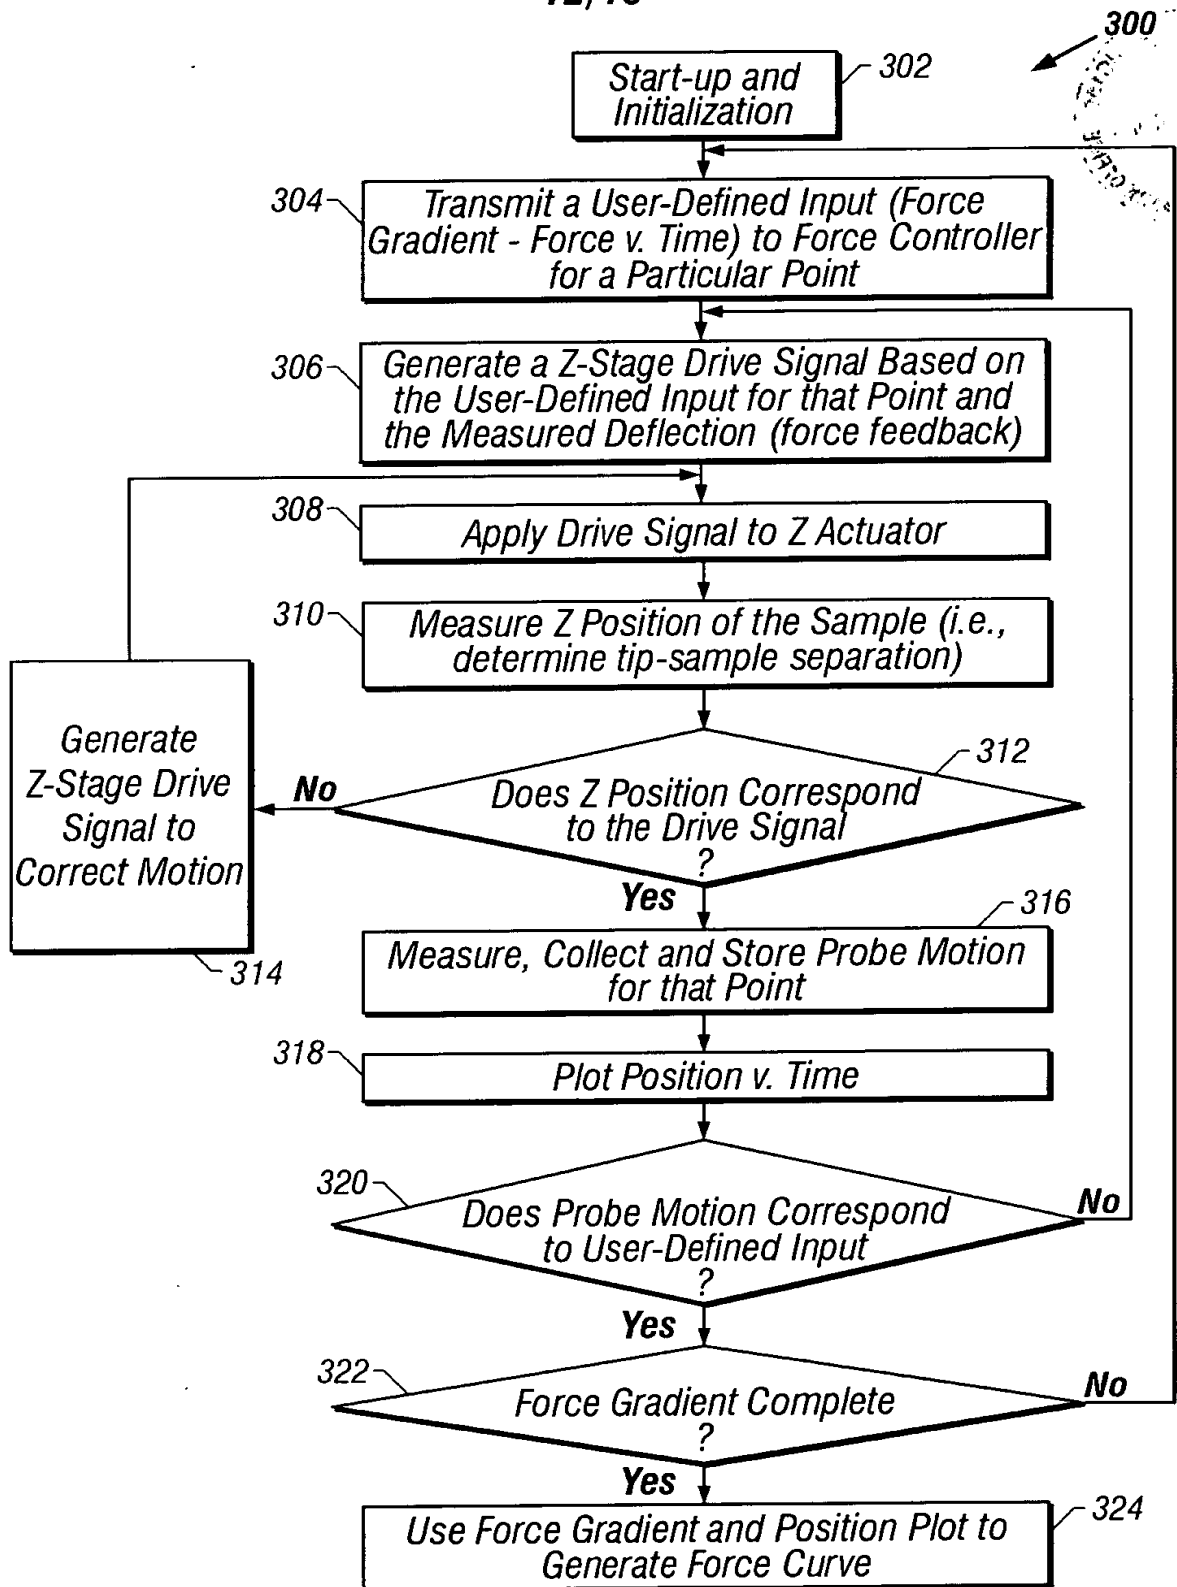 300
Start-up and
Initialization
302
304
Transmit a User-Defined Input (Force
Gradient - Force v. Time) to Force Controller
for a Particular Point
306
Generate a Z-Stage Drive Signal Based on
the User-Defined Input for that Point and
the Measured Deflection (force feedback)
308
Apply Drive Signal to Z Actuator
310
Measure Z Position of the Sample (i.e.,
determine tip-sample separation)
312
Does Z Position Correspond
to the Drive Signal
?
No
Generate
Z-Stage Drive
Signal to
Correct Motion
314
Yes
316
Measure, Collect and Store Probe Motion
for that Point
318
Plot Position v. Time
320
Does Probe Motion Correspond
to User-Defined Input
?
No
Yes
322
Force Gradient Complete
?
No
Yes
324
Use Force Gradient and Position Plot to
Generate Force Curve